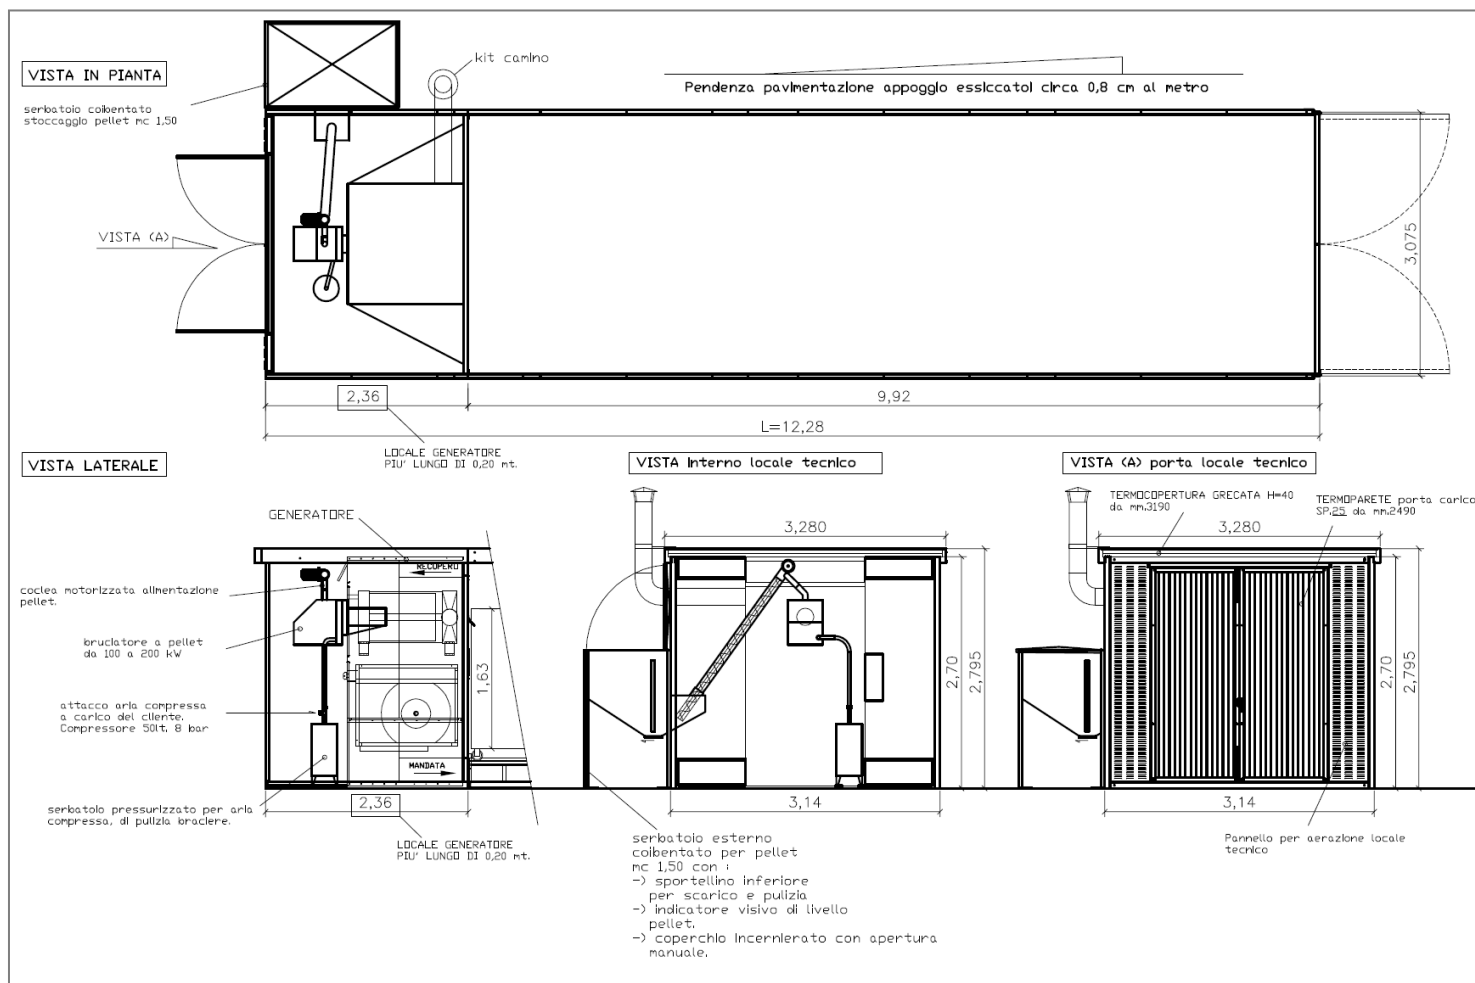 VISTA IN PIANTA
serbatoio coibentato
stoccaggio pellet mc 1,50
kit camino
Pendenza pavimentazione appoggio essiccatoi circa 0,8 cm al metro
VISTA (A)
3,075
2,36
9,92
L=12,28
LOCALE GENERATORE
PIU' LUNGO DI 0,20 mt.
VISTA LATERALE
GENERATORE
RECUPERO
coclea motorizzata alimentazione
pellet.
bruciatore a pellet
da 100 a 200 kW
attacco aria compressa
a carico del cliente.
Compressore 50lt. 8 bar
1,63
MANDATA
serbatoio pressurizzato per aria
compressa, di pulizia braciere.
2,36
LOCALE GENERATORE
PIU' LUNGO DI 0,20 mt.
VISTA Interno locale tecnico
3,280
2,70
2,795
3,14
serbatoio esterno
coibentato per pellet
mc 1,50 con :
-) sportellino inferiore
per scarico e pulizia
-) indicatore visivo di livello
pellet.
-) coperchio incernierato con apertura
manuale.
VISTA (A) porta locale tecnico
TERMOCOPERTURA GRECATA H=40
da mm.3190
TERMOPARETE porta carico
SP.25 da mm.2490
3,280
2,70
2,795
3,14
Pannello per aerazione locale
tecnico